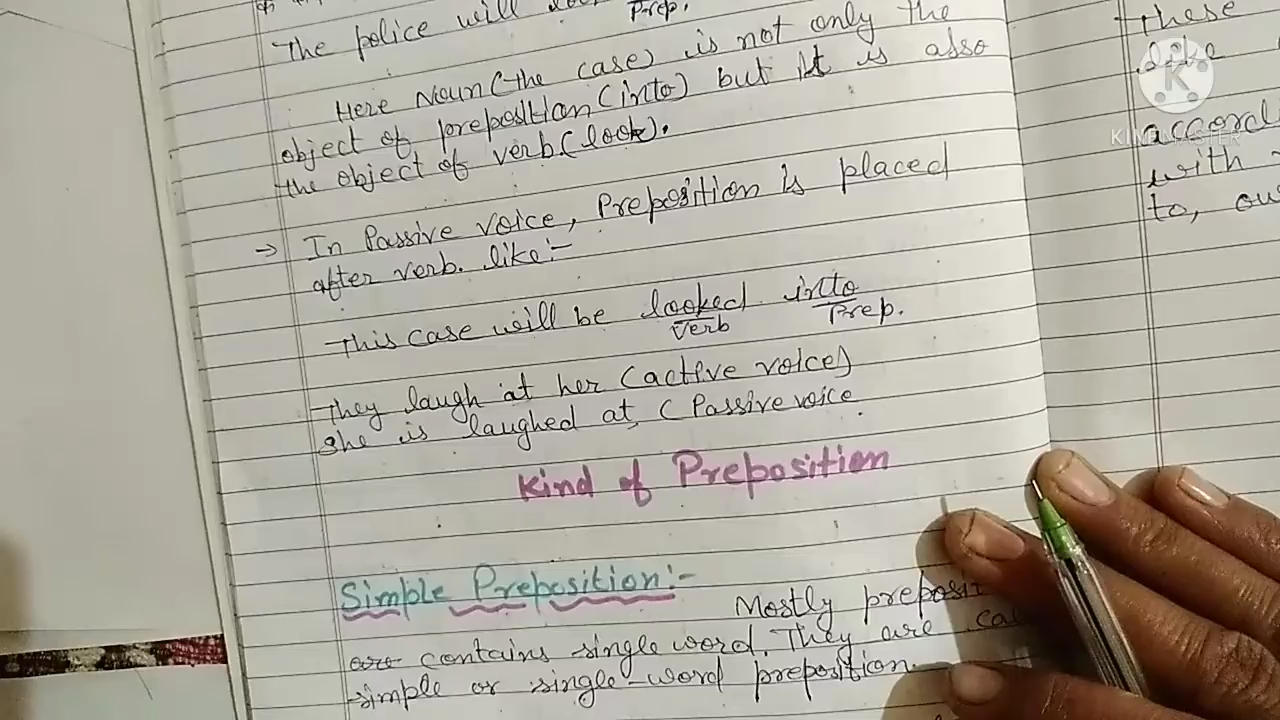 The police will
Prep.
Here Noun (the case) is not only the
object of preposition (into) but it is also
the object of verb (look).
→ In Passive voice, Preposition is placed
after verb. like:-
This case will be looked into
Verb Prep.
They laugh at her (active voice)
She is laughed at (Passive voice
Kind of Preposition
Simple Preposition:-
Mostly preposit
are contains single word. They are cal
simple or single-word preposition.
These
like
accord
with
to, ou
KINEMASTER